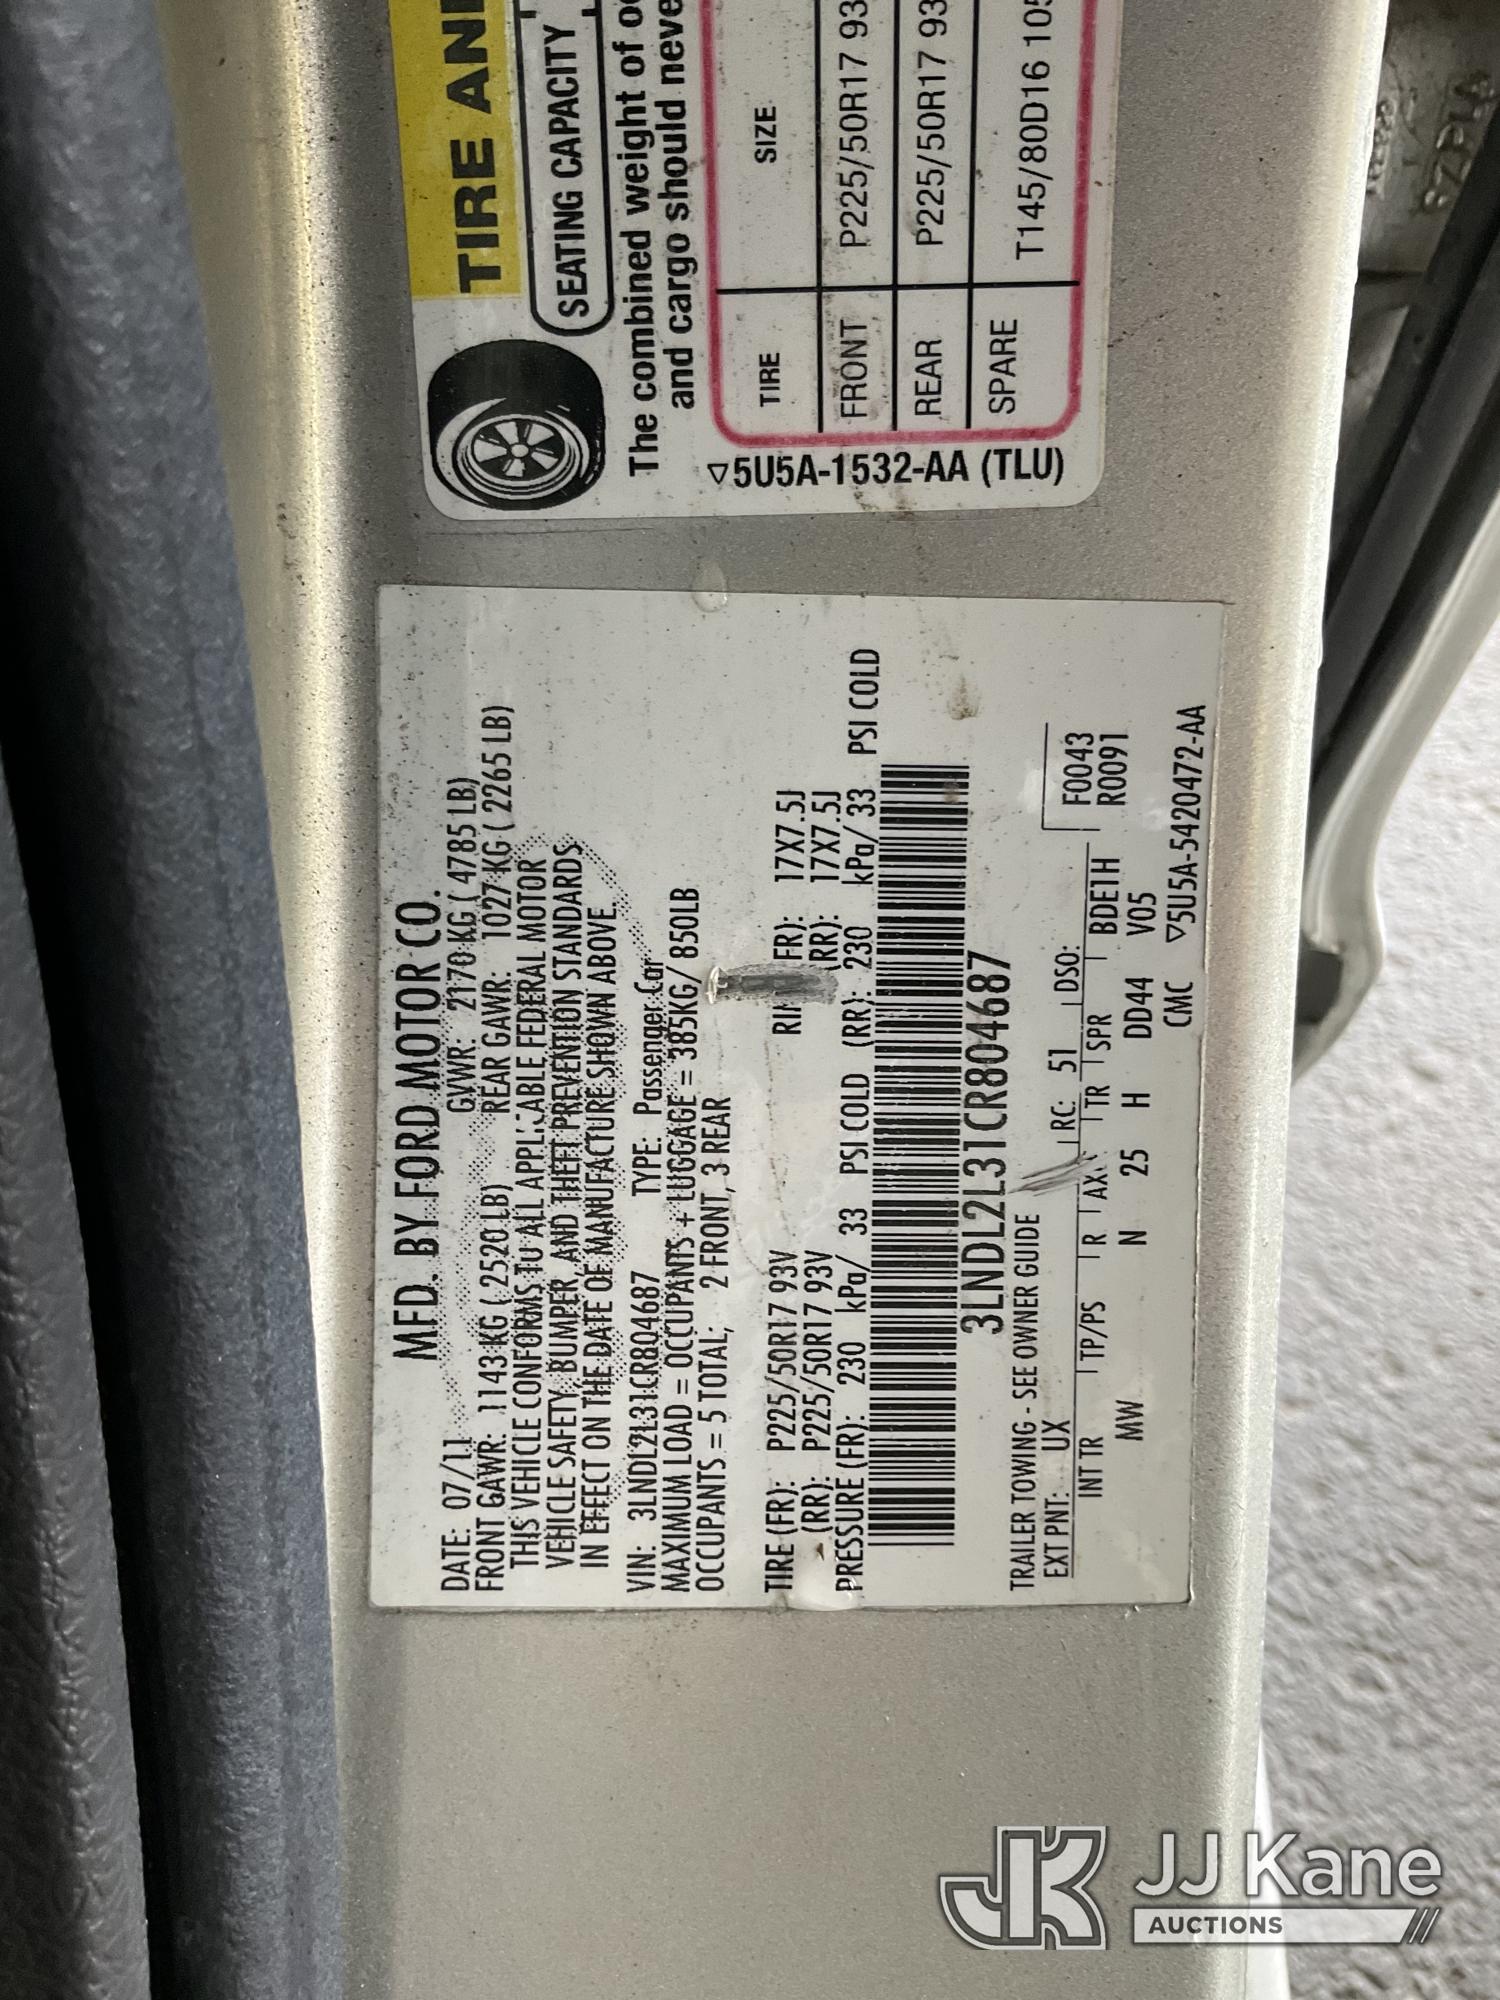 MFD. BY FORD MOTOR CO.
DATE: 07/11 GVWR: 2170 KG ( 4785 LB)
FRONT GAWR: 1143 KG ( 2520 LB) REAR GAWR: 1027 KG ( 2265 LB)
THIS VEHICLE CONFORMS TO ALL APPLICABLE FEDERAL MOTOR
VEHICLE SAFETY, BUMPER, AND THEFT PREVENTION STANDARDS
IN EFFECT ON THE DATE OF MANUFACTURE SHOWN ABOVE.
VIN: 3LNDL2L31CR804687 TYPE: Passenger Car
MAXIMUM LOAD = OCCUPANTS + LUGGAGE = 385KG/ 850LB
OCCUPANTS = 5 TOTAL; 2 FRONT, 3 REAR
TIRE (FR): P225/50R17 93V FR): 17X7.5J
(RR): P225/50R17 93V (RR): 17X7.5J
PRESSURE (FR): 230 kPa/ 33 PSI COLD (RR): 230 kPa/ 33 PSI COLD
3LNDL2L31CR804687
TRAILER TOWING - SEE OWNER GUIDE
EXT PNT: UX RC: 51 DSO: F0043
R0091
INT TR TP/PS R TR SPR BDE1H
MW N 25 H DD44 V05
CMC ▽5U5A-5420472-AA
TIRE
SEATING CAPACITY
The combined weight of
and cargo should
TIRE SIZE
FRONT P225/50R17 93
REAR P225/50R17 93
SPARE T145/80D16
▽5U5A-1532-AA (TLU)
JK JJ Kane
AUCTIONS